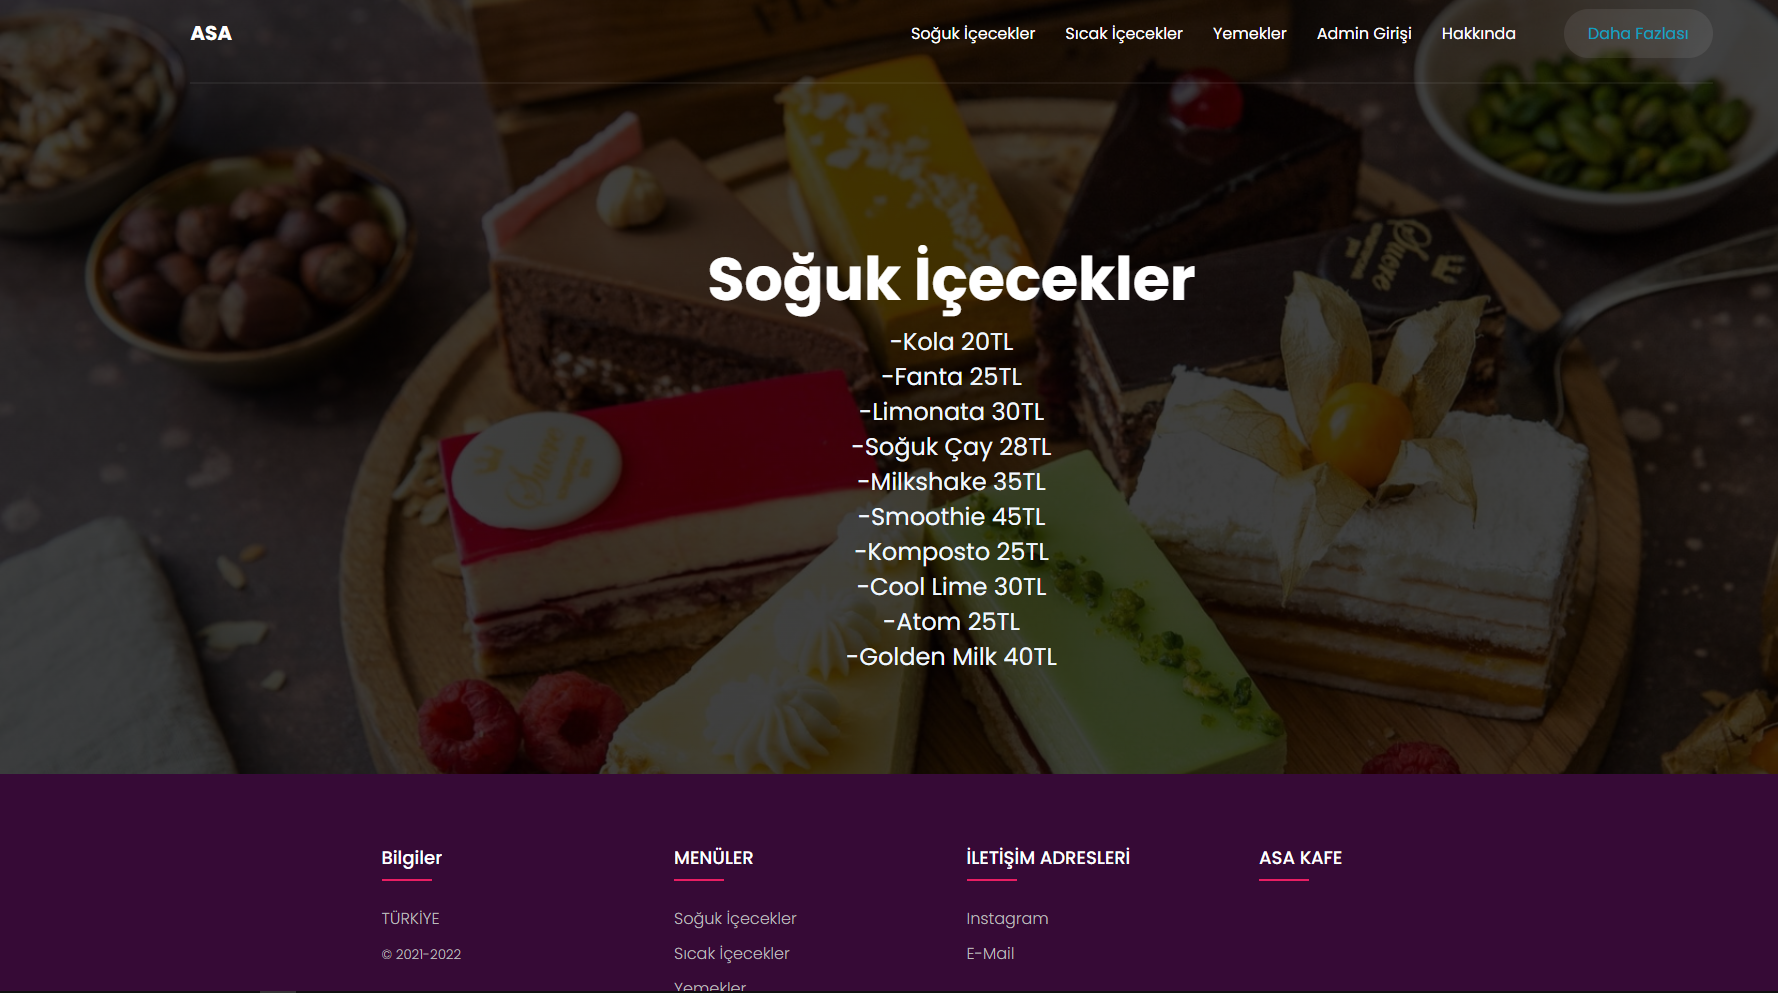 ASA
Soğuk İçecekler
Sıcak İçecekler
Yemekler
Admin Girişi
Hakkında
Daha Fazlası
Soğuk İçecekler
-Kola 20TL
-Fanta 25TL
-Limonata 30TL
-Soğuk Çay 28TL
-Milkshake 35TL
-Smoothie 45TL
-Komposto 25TL
-Cool Lime 30TL
-Atom 25TL
-Golden Milk 40TL
Bilgiler
TÜRKİYE
© 2021-2022
MENÜLER
Soğuk İçecekler
Sıcak İçecekler
Yemekler
İLETİŞİM ADRESLERİ
Instagram
E-Mail
ASA KAFE